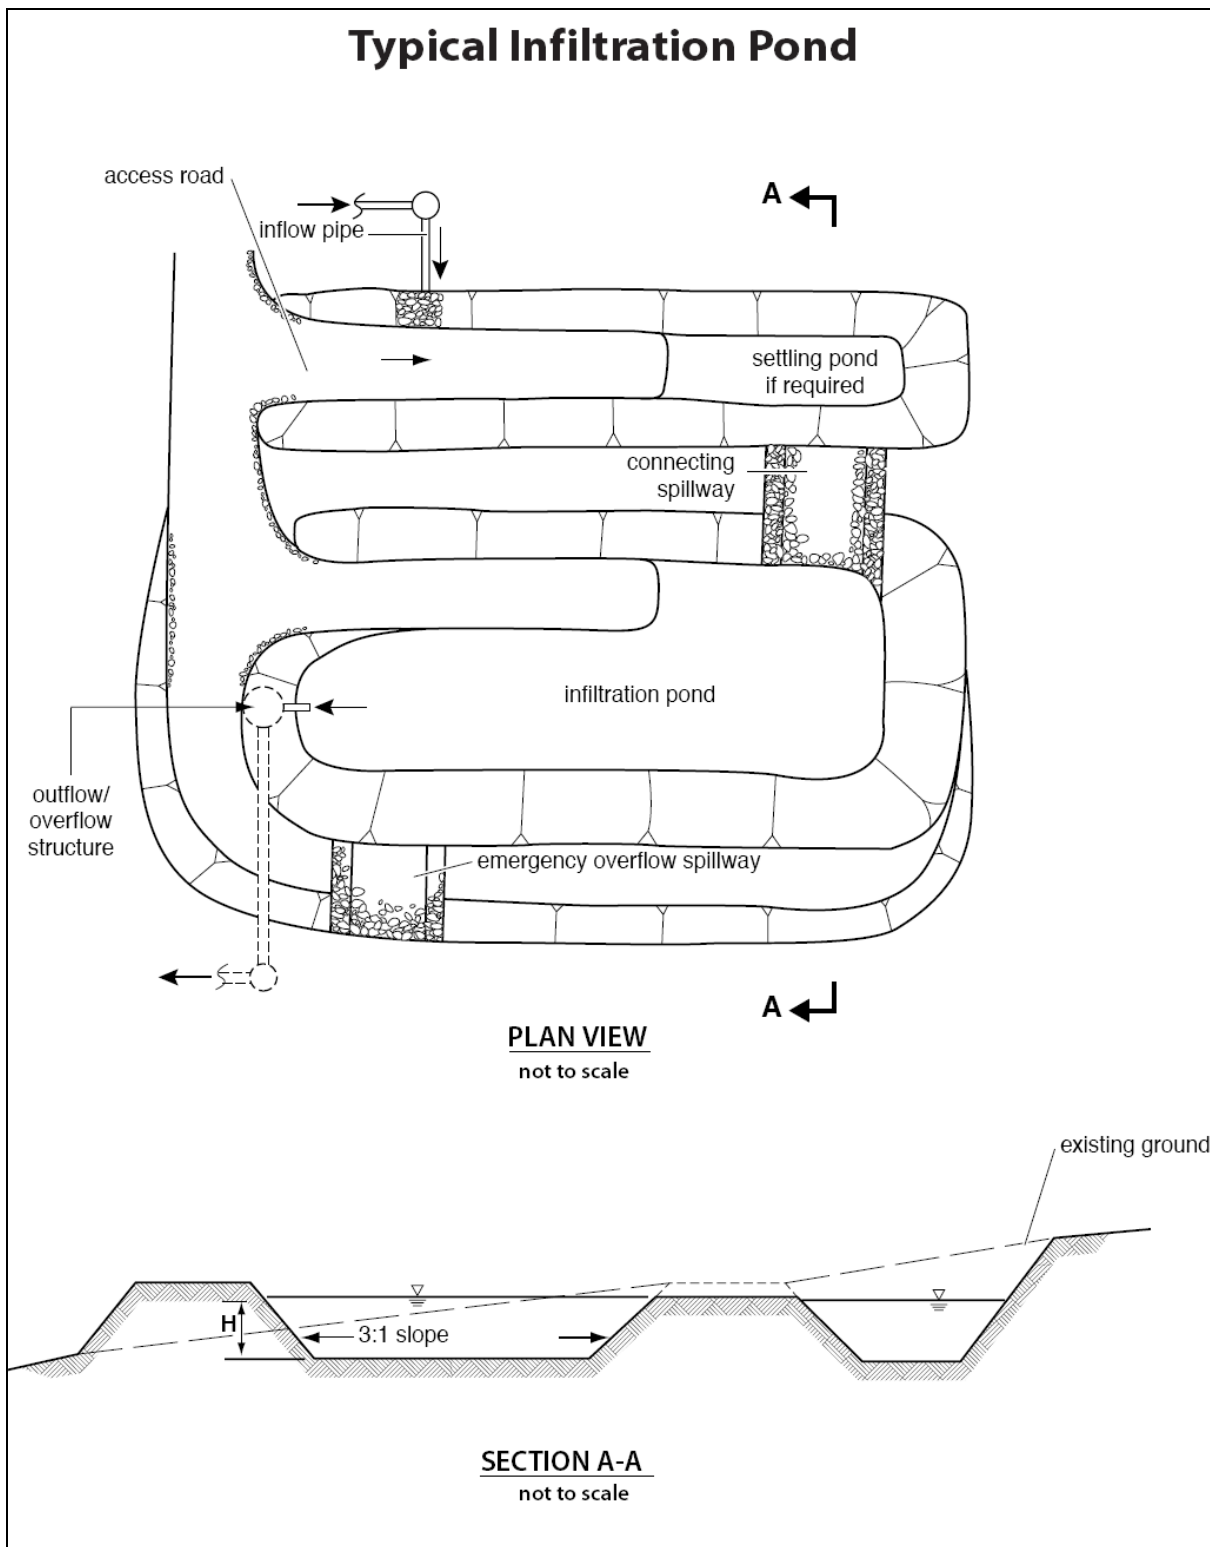 Typical Infiltration Pond
access road
inflow pipe
A
settling pond
if required
connecting
spillway
infiltration pond
outflow/
overflow
structure
emergency overflow spillway
A
PLAN VIEW
not to scale
existing ground
H
3:1 slope
SECTION A-A
not to scale